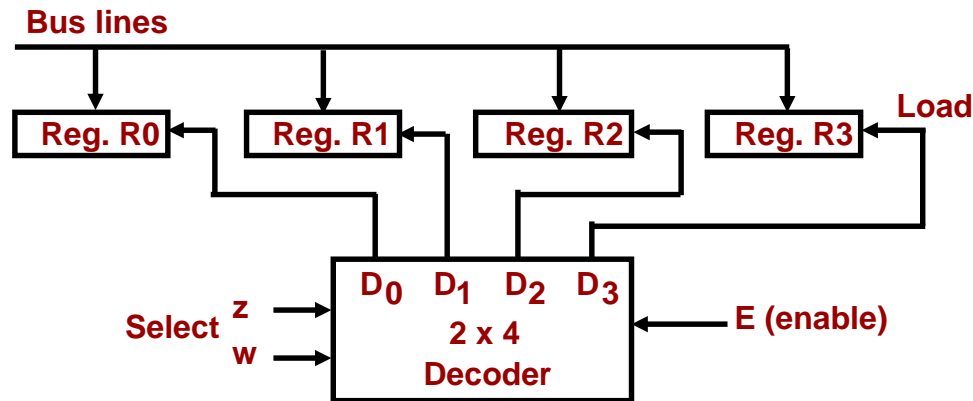 Bus lines
Load
Reg. R0 Reg. R1 Reg. R2 Reg. R3
D0 D1 D2 D3
Select z
w
2 x 4
Decoder
E (enable)